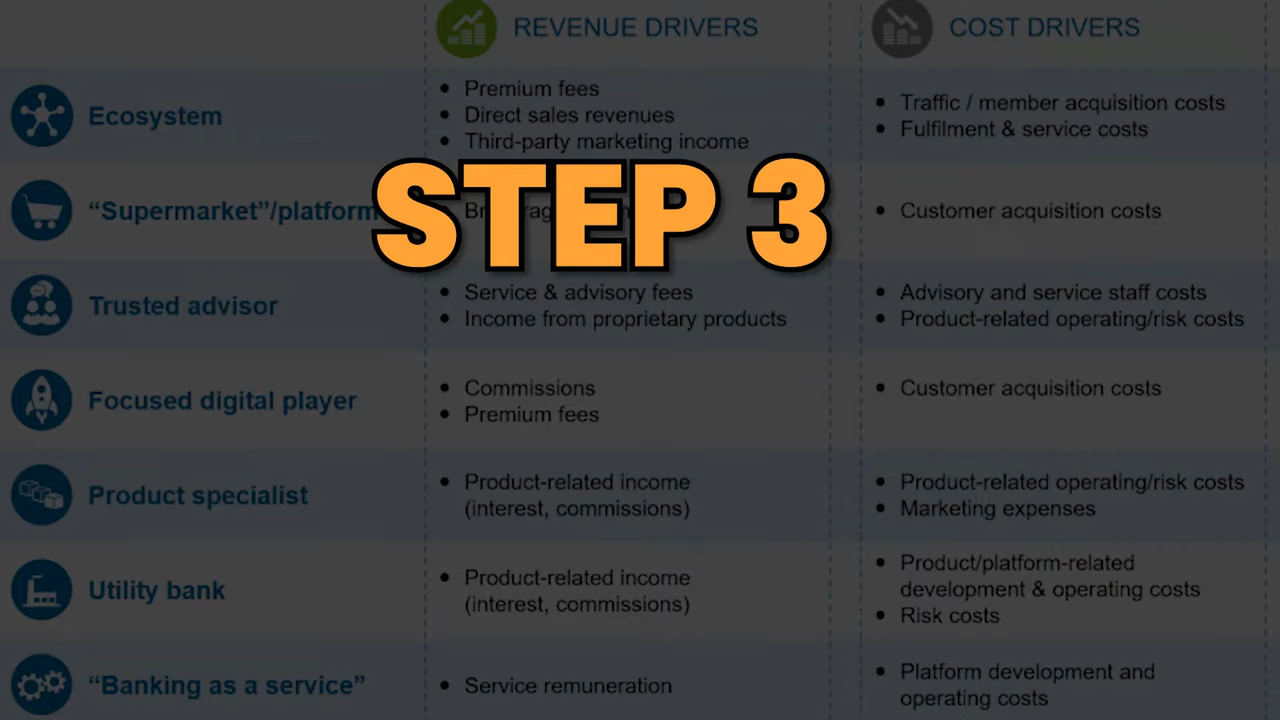 REVENUE DRIVERS
COST DRIVERS
Ecosystem
• Premium fees
• Direct sales revenues
• Third-party marketing income
• Traffic / member acquisition costs
• Fulfilment & service costs
STEP 3
“Supermarket”/platform
• Customer acquisition costs
Trusted advisor
• Service & advisory fees
• Income from proprietary products
• Advisory and service staff costs
• Product-related operating/risk costs
Focused digital player
• Commissions
• Premium fees
• Customer acquisition costs
Product specialist
• Product-related income
(interest, commissions)
• Product-related operating/risk costs
• Marketing expenses
Utility bank
• Product-related income
(interest, commissions)
• Product/platform-related
development & operating costs
• Risk costs
“Banking as a service”
• Service remuneration
• Platform development and
operating costs